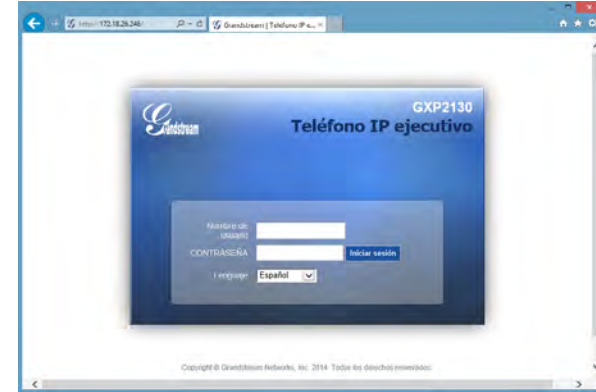 http://172.18.26.246/
Grandstream | Teléfono IP e...
Grandstream
GXP2130
Teléfono IP ejecutivo
Nombre de
usuario
CONTRASEÑA
Iniciar sesión
Lenguaje
Español
Copyright © Grandstream Networks, Inc. 2014. Todos los derechos reservados.